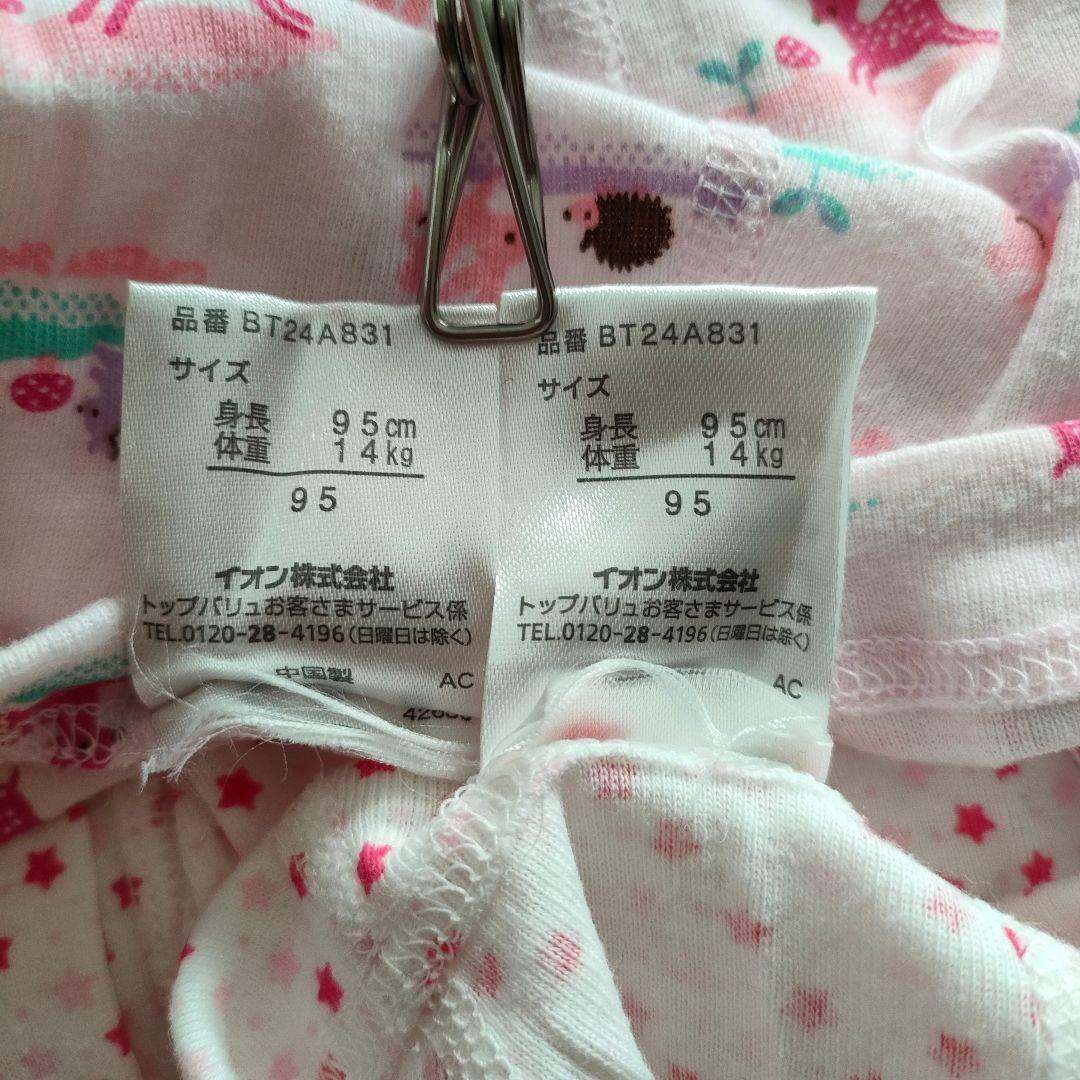 品番 BT24A831
サイズ
身長 95cm
体重 14kg
95
イオン株式会社
トップバリュお客さまサービス係
TEL.0120-28-4196(日曜日は除く)
中国製 AC
品番 BT24A831
サイズ
身長 95cm
体重 14kg
95
イオン株式会社
トップバリュお客さまサービス係
TEL.0120-28-4196(日曜日は除く)
AC